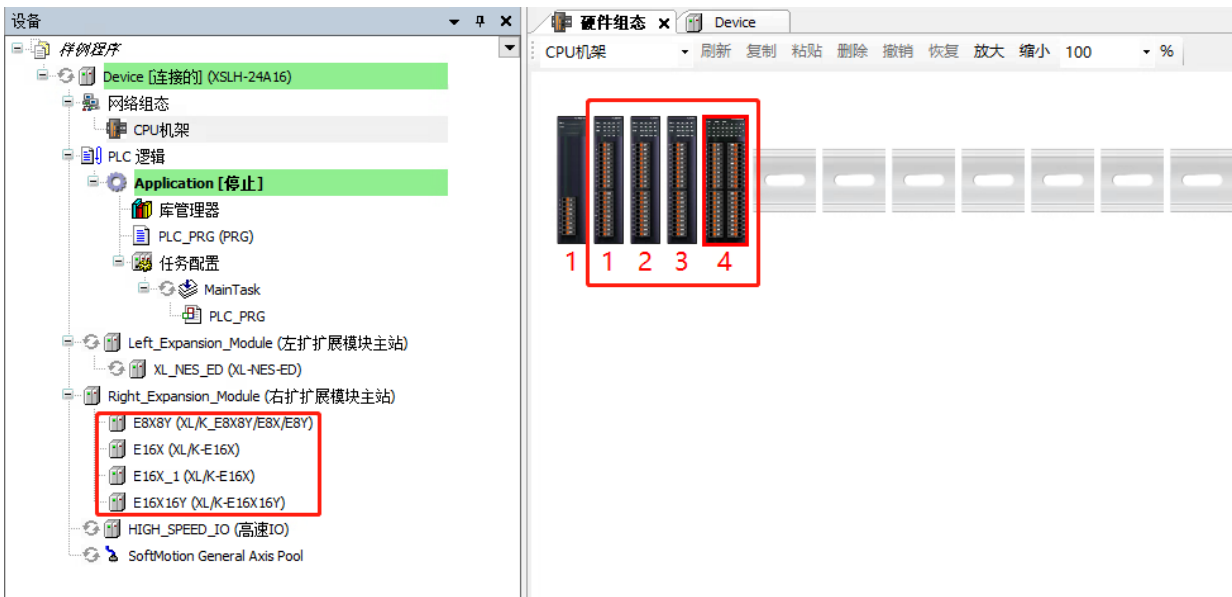 设备
样例程序
Device [连接的] (XSLH-24A16)
网络组态
CPU机架
PLC 逻辑
Application [停止]
库管理器
PLC_PRG (PRG)
任务配置
MainTask
PLC_PRG
Left_Expansion_Module (左扩扩展模块主站)
XL_NES_ED (XL-NES-ED)
Right_Expansion_Module (右扩扩展模块主站)
E8X8Y (XL/K_E8X8Y/E8X/E8Y)
E16X (XL/K-E16X)
E16X_1 (XL/K-E16X)
E16X16Y (XL/K-E16X16Y)
HIGH_SPEED_IO (高速IO)
SoftMotion General Axis Pool
硬件组态 Device
CPU机架 刷新 复制 粘贴 删除 撤销 恢复 放大 缩小 100 %
1 1 2 3 4